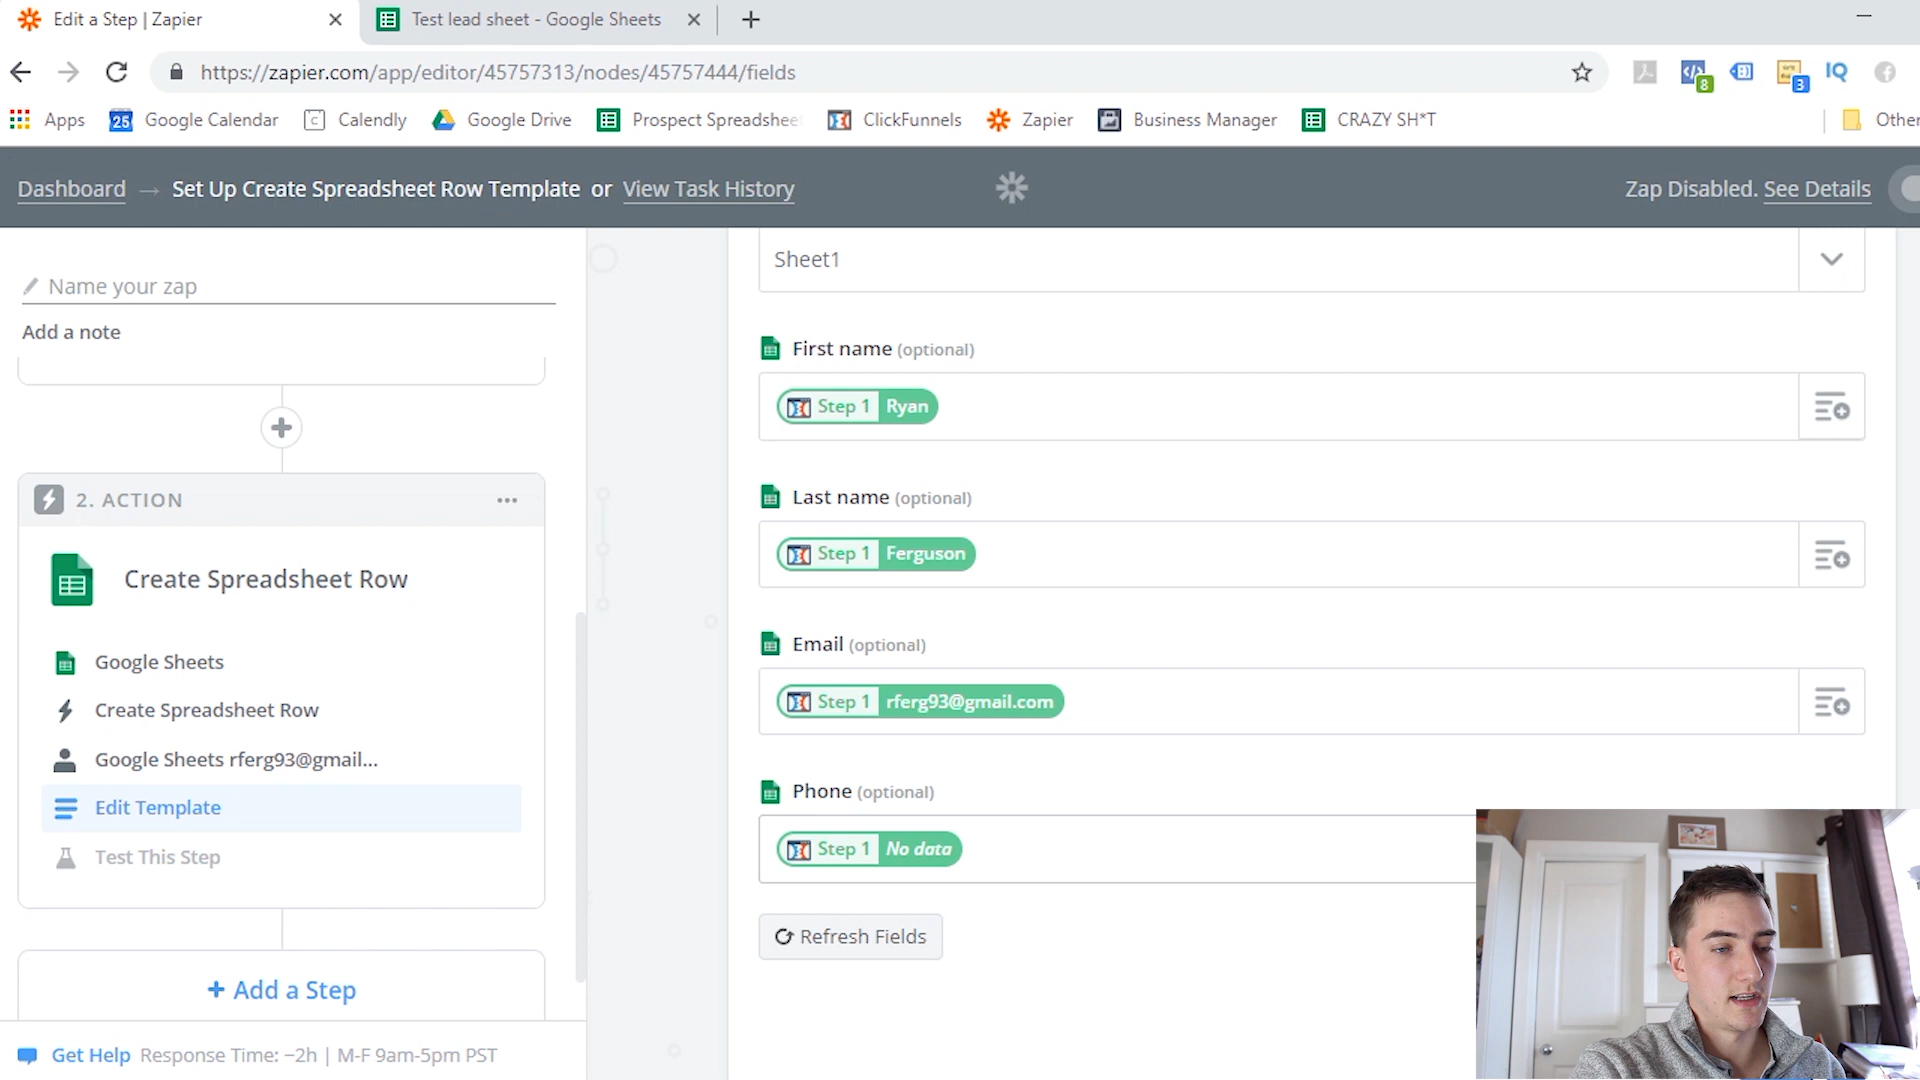 Edit a Step | Zapier
Test lead sheet - Google Sheets
https://zapier.com/app/editor/45757313/nodes/45757444/fields
8
3
IQ
Apps
25
Google Calendar
Calendly
Google Drive
Prospect Spreadshee
ClickFunnels
Zapier
Business Manager
CRAZY SH*T
Other
Dashboard → Set Up Create Spreadsheet Row Template or View Task History
Zap Disabled. See Details
Name your zap
Add a note
2. ACTION
Create Spreadsheet Row
Google Sheets
Create Spreadsheet Row
Google Sheets rferg93@gmail...
Edit Template
Test This Step
+ Add a Step
Get Help Response Time: ~2h | M-F 9am-5pm PST
Sheet1
First name (optional)
Step 1 Ryan
Last name (optional)
Step 1 Ferguson
Email (optional)
Step 1 rferg93@gmail.com
Phone (optional)
Step 1 No data
Refresh Fields